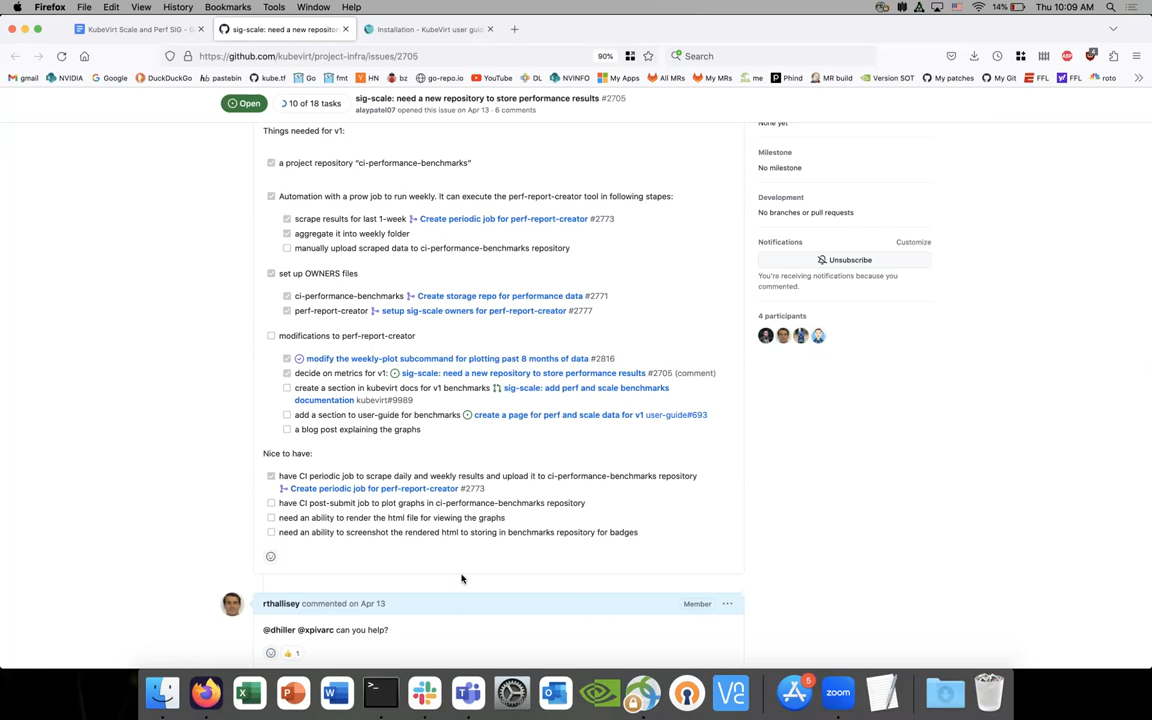 Firefox File Edit View History Bookmarks Tools Window Help 14% Thu 10:09 AM
KubeVirt Scale and Perf SIG - G
sig-scale: need a new repositor
Installation - KubeVirt user guid
https://github.com/kubevirt/project-infra/issues/2705
90%
Search
gmail NVIDIA Google DuckDuckGo pastebin kube.tf Go fmt HN bz go-repo.io YouTube DL NVINFO My Apps All MRs My MRs me Phind MR build Version SOT My patches My Git FFL FFL roto
Open
10 of 18 tasks
sig-scale: need a new repository to store performance results #2705
alaypatel07 opened this issue on Apr 13 · 6 comments
Things needed for v1:
a project repository “ci-performance-benchmarks”
Automation with a prow job to run weekly. It can execute the perf-report-creator tool in following stapes:
scrape results for last 1-week Create periodic job for perf-report-creator #2773
aggregate it into weekly folder
manually upload scraped data to ci-performance-benchmarks repository
set up OWNERS files
ci-performance-benchmarks Create storage repo for performance data #2771
perf-report-creator setup sig-scale owners for perf-report-creator #2777
modifications to perf-report-creator
modify the weekly-plot subcommand for plotting past 8 months of data #2816
decide on metrics for v1: sig-scale: need a new repository to store performance results #2705 (comment)
create a section in kubevirt docs for v1 benchmarks sig-scale: add perf and scale benchmarks
documentation kubevirt#9989
add a section to user-guide for benchmarks create a page for perf and scale data for v1 user-guide#693
a blog post explaining the graphs
Nice to have:
have CI periodic job to scrape daily and weekly results and upload it to ci-performance-benchmarks repository
Create periodic job for perf-report-creator #2773
have CI post-submit job to plot graphs in ci-performance-benchmarks repository
need an ability to render the html file for viewing the graphs
need an ability to screenshot the rendered html to storing in benchmarks repository for badges
rthallisey commented on Apr 13
Member
@dhiller @xpivarc can you help?
1
None yet
Milestone
No milestone
Development
No branches or pull requests
Notifications
Customize
Unsubscribe
You're receiving notifications because you
commented.
4 participants
5
zoom